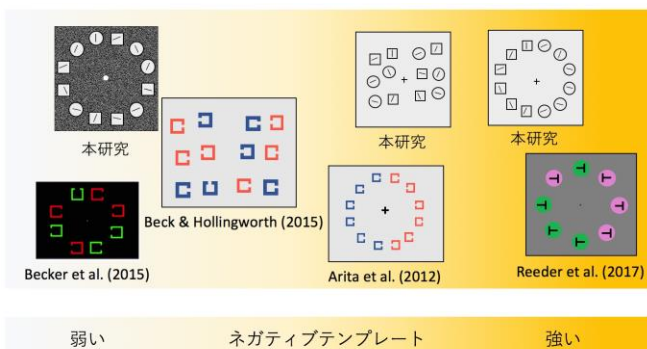 本研究
本研究
本研究
Beck & Hollingworth (2015)
Becker et al. (2015)
Arita et al. (2012)
Reeder et al. (2017)
弱い
ネガティブテンプレート
強い